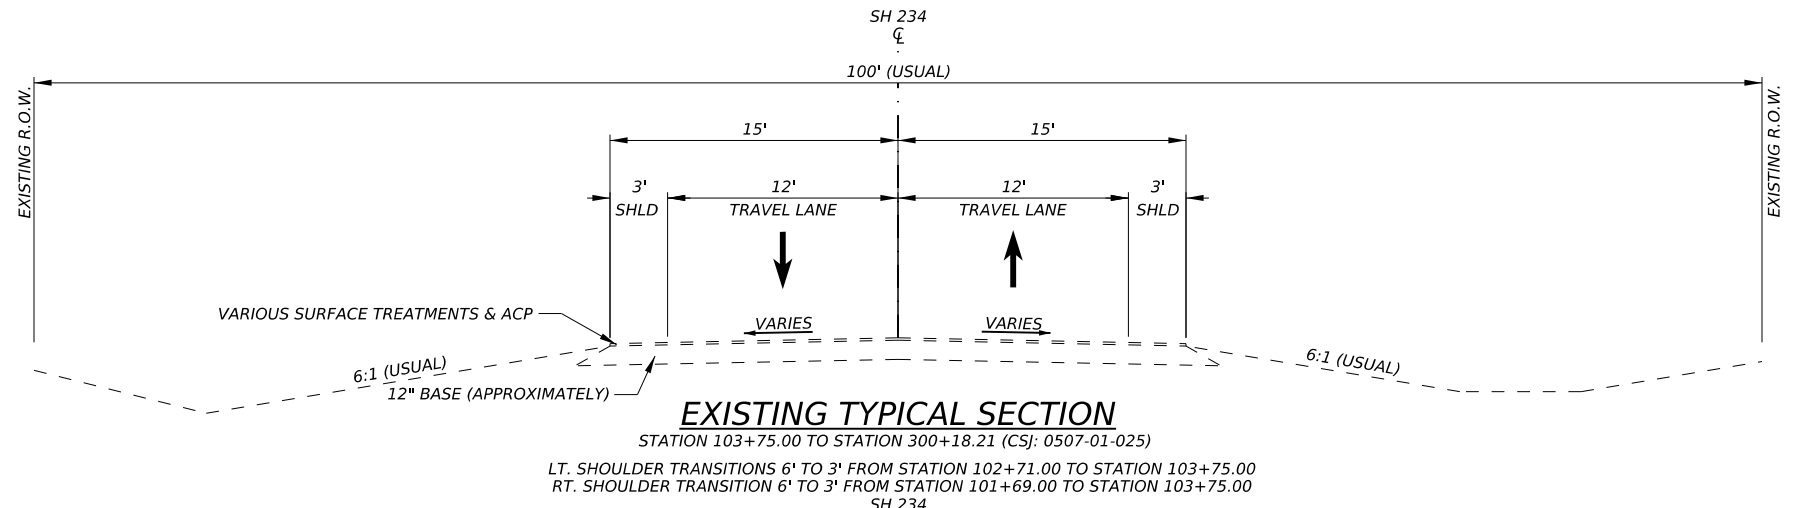 SH 234
℄
100' (USUAL)
EXISTING R.O.W.
EXISTING R.O.W.
15'
15'
3'
12'
12'
3'
SHLD
TRAVEL LANE
TRAVEL LANE
SHLD
VARIOUS SURFACE TREATMENTS & ACP
VARIES
VARIES
6:1 (USUAL)
6:1 (USUAL)
12" BASE (APPROXIMATELY)
EXISTING TYPICAL SECTION
STATION 103+75.00 TO STATION 300+18.21 (CSJ: 0507-01-025)
LT. SHOULDER TRANSITIONS 6' TO 3' FROM STATION 102+71.00 TO STATION 103+75.00
RT. SHOULDER TRANSITION 6' TO 3' FROM STATION 101+69.00 TO STATION 103+75.00
SH 234